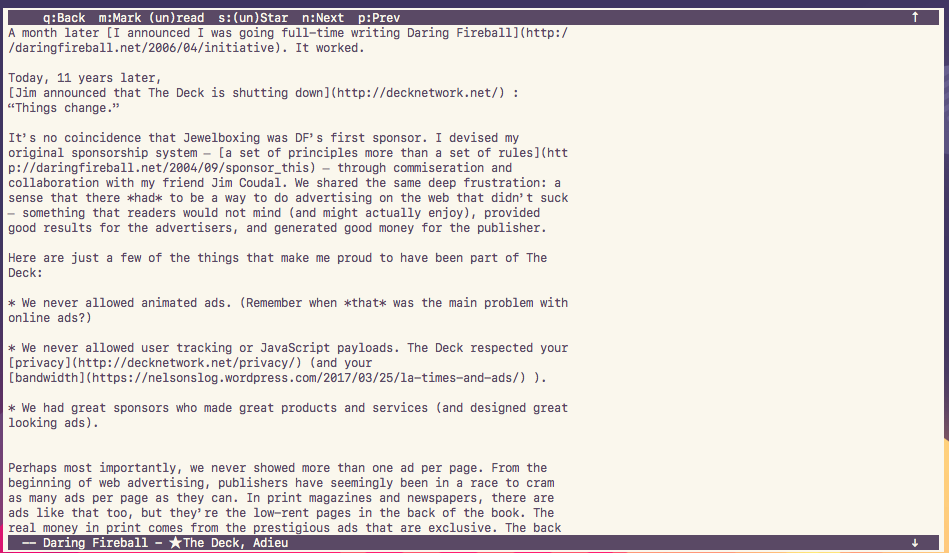 q:Back m:Mark (un)read s:(un)Star n:Next p:Prev ↑
A month later [I announced I was going full-time writing Daring Fireball](http:/
/daringfireball.net/2006/04/initiative). It worked.
Today, 11 years later,
[Jim announced that The Deck is shutting down](http://decknetwork.net/) :
“Things change.”
It’s no coincidence that Jewelboxing was DF’s first sponsor. I devised my
original sponsorship system — [a set of principles more than a set of rules](htt
p://daringfireball.net/2004/09/sponsor_this) — through commiseration and
collaboration with my friend Jim Coudal. We shared the same deep frustration: a
sense that there *had* to be a way to do advertising on the web that didn’t suck
— something that readers would not mind (and might actually enjoy), provided
good results for the advertisers, and generated good money for the publisher.
Here are just a few of the things that make me proud to have been part of The
Deck:
* We never allowed animated ads. (Remember when *that* was the main problem with
online ads?)
* We never allowed user tracking or JavaScript payloads. The Deck respected your
[privacy](http://decknetwork.net/privacy/) (and your
[bandwidth](https://nelsonslog.wordpress.com/2017/03/25/la-times-and-ads/) ).
* We had great sponsors who made great products and services (and designed great
looking ads).
Perhaps most importantly, we never showed more than one ad per page. From the
beginning of web advertising, publishers have seemingly been in a race to cram
as many ads per page as they can. In print magazines and newspapers, there are
ads like that too, but they’re the low-rent pages in the back of the book. The
real money in print comes from the prestigious ads that are exclusive. The back
-- Daring Fireball - ★The Deck, Adieu ↓